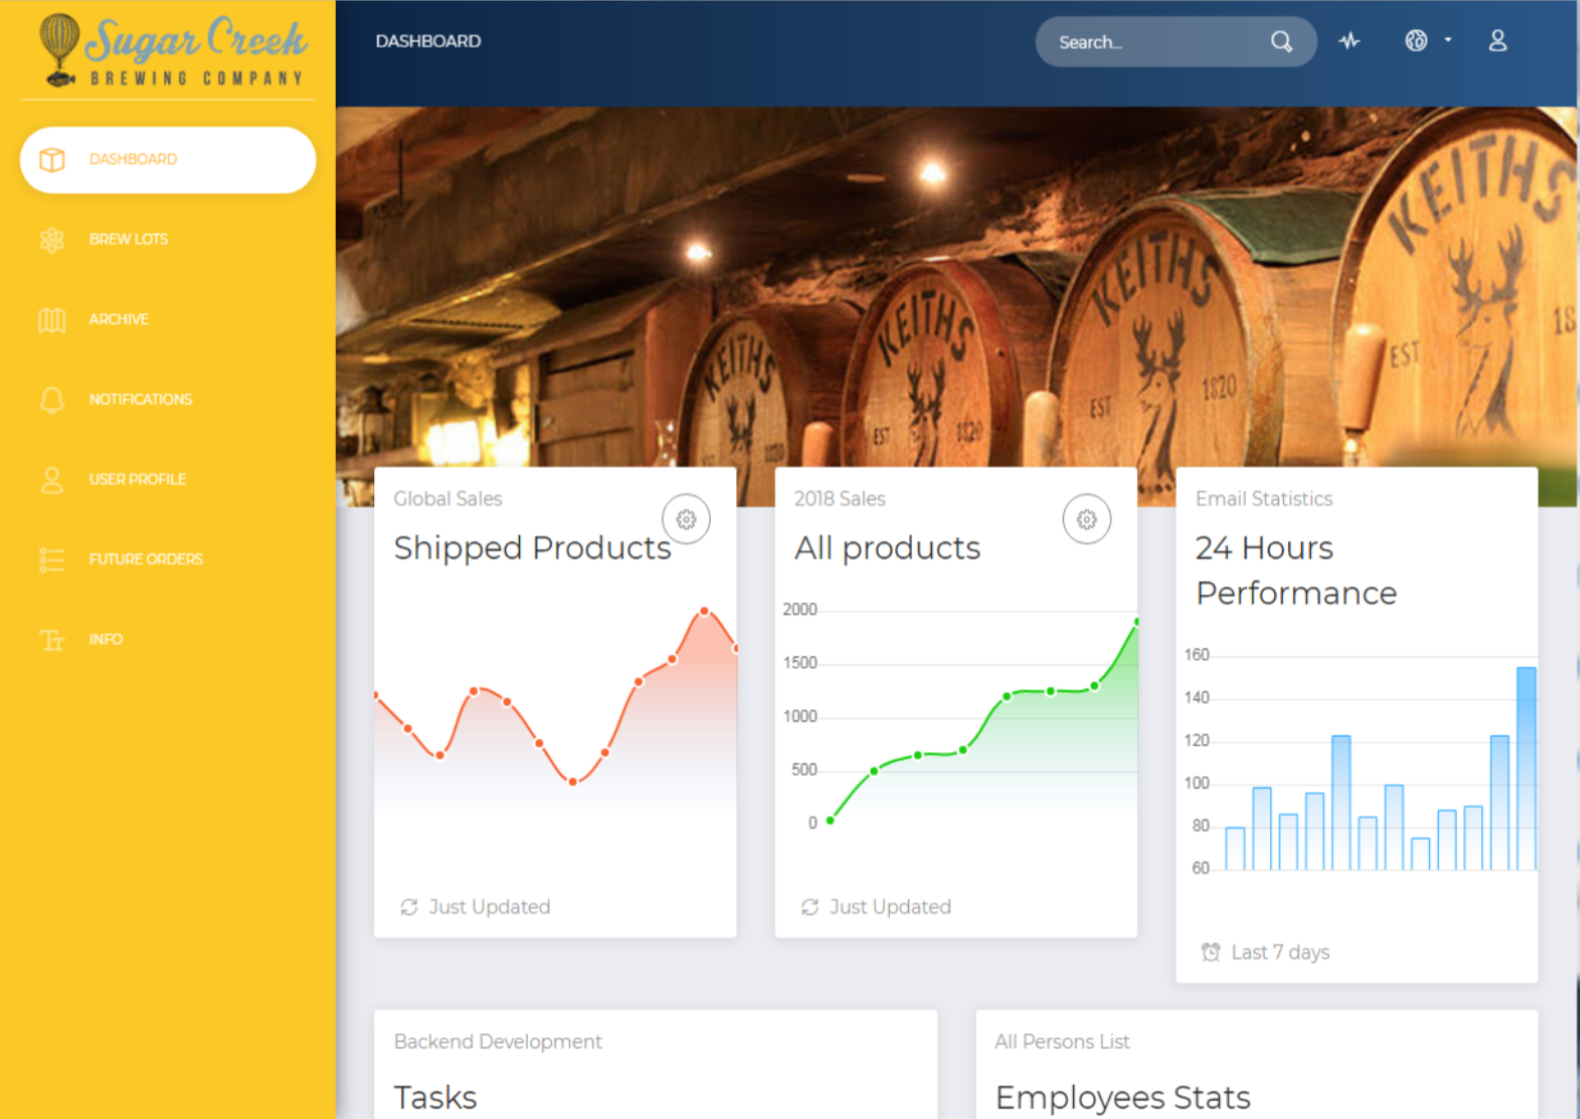 Sugar Creek
BREWING COMPANY
DASHBOARD
BREW LOTS
ARCHIVE
NOTIFICATIONS
USER PROFILE
FUTURE ORDERS
INFO
DASHBOARD
Search...
KEITHS
EST 1820
KEITHS
EST 1820
KEITHS
EST 1820
KEITHS
EST 18
Global Sales
Shipped Products
Just Updated
2018 Sales
All products
2000
1500
1000
500
0
Just Updated
Email Statistics
24 Hours
Performance
160
140
120
100
80
60
Last 7 days
Backend Development
Tasks
All Persons List
Employees Stats